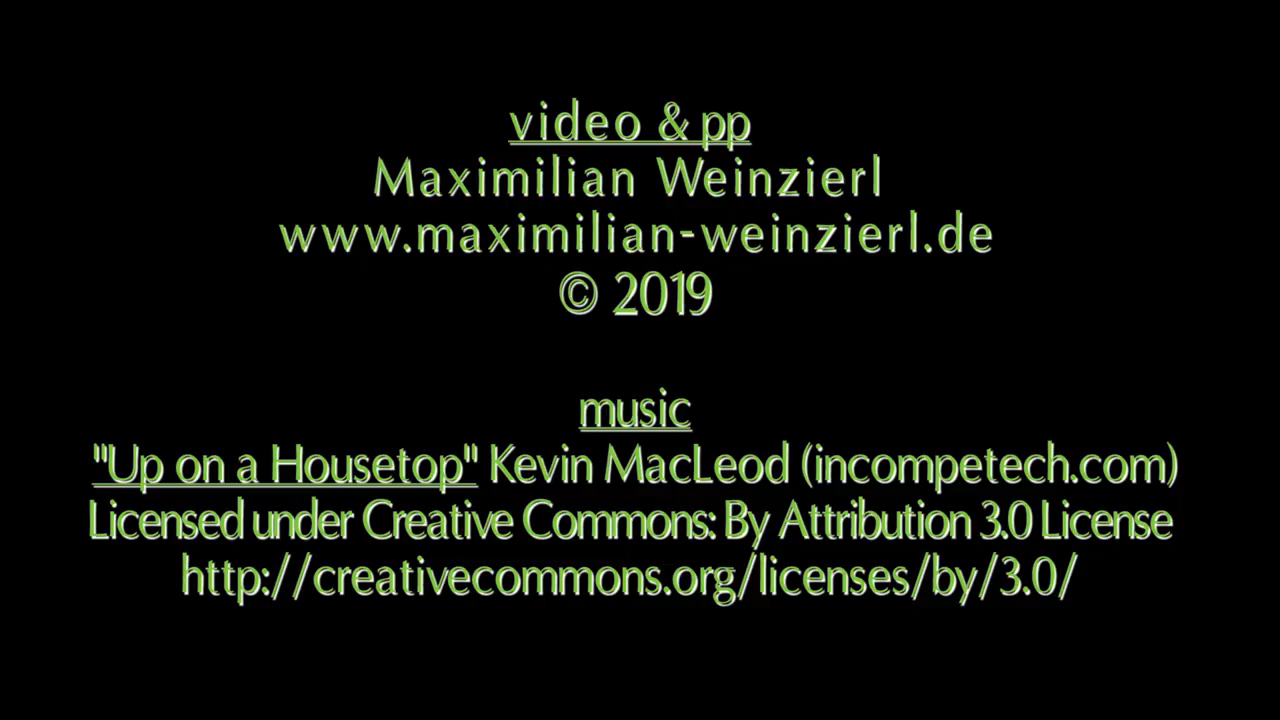 video & pp
Maximilian Weinzierl
www.maximilian-weinzierl.de
© 2019
music
"Up on a Housetop" Kevin MacLeod (incompetech.com)
Licensed under Creative Commons: By Attribution 3.0 License
http://creativecommons.org/licenses/by/3.0/